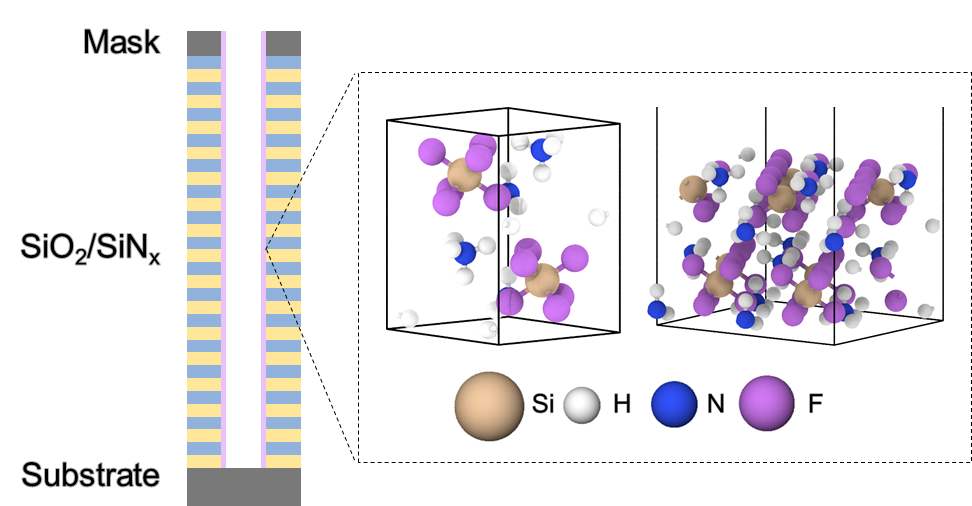 Mask
SiO₂/SiNₓ
Substrate
Si H N F